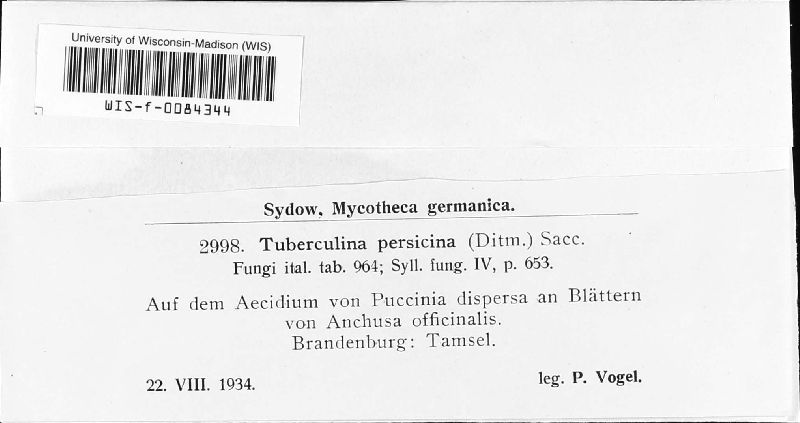 University of Wisconsin-Madison (WIS)
WIS-f-0084344
Sydow, Mycotheca germanica.
2998. Tuberculina persicina (Ditm.) Sacc.
Fungi ital. tab. 964; Syll. fung. IV, p. 653.
Auf dem Aecidium von Puccinia dispersa an Blättern
von Anchusa officinalis.
Brandenburg: Tamsel.
22. VIII. 1934.
leg. P. Vogel.